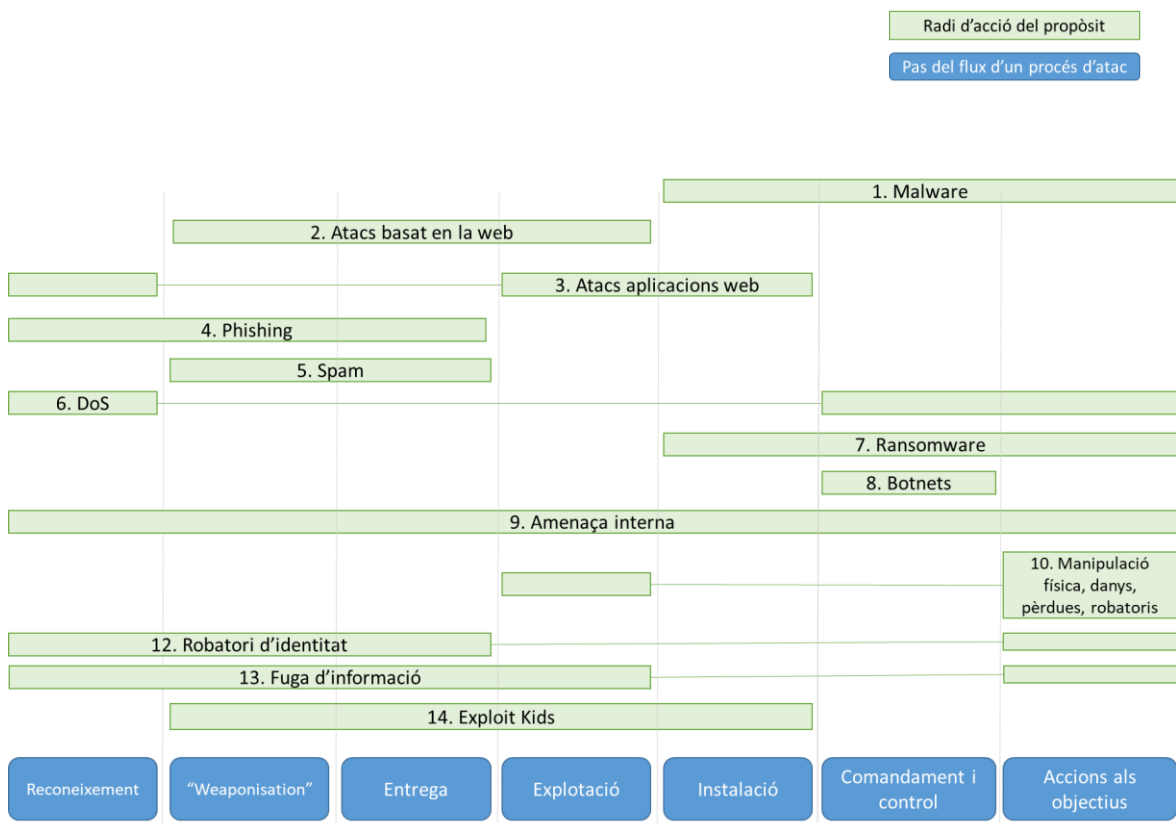 Radi d’acció del propòsit
Pas del flux d’un procés d’atac
1. Malware
2. Atacs basat en la web
3. Atacs aplicacions web
4. Phishing
5. Spam
6. DoS
7. Ransomware
8. Botnets
9. Amenaça interna
10. Manipulació
física, danys,
pèrdues, robatoris
12. Robatori d’identitat
13. Fuga d’informació
14. Exploit Kids
Reconeixement
“Weaponisation”
Entrega
Explotació
Instalació
Comandament i
control
Accions als
objectius